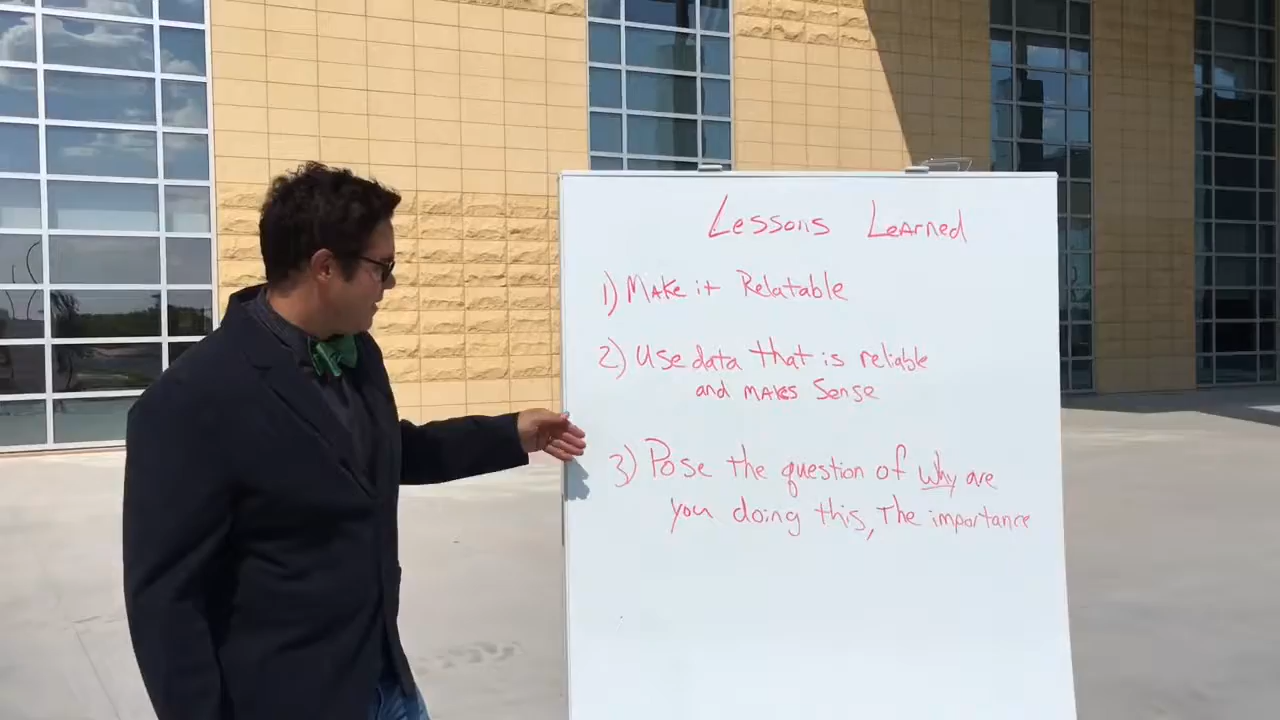 Lessons Learned
1) Make it Relatable
2) Use data that is reliable
and makes Sense
3) Pose the question of Why are
you doing this, The importance